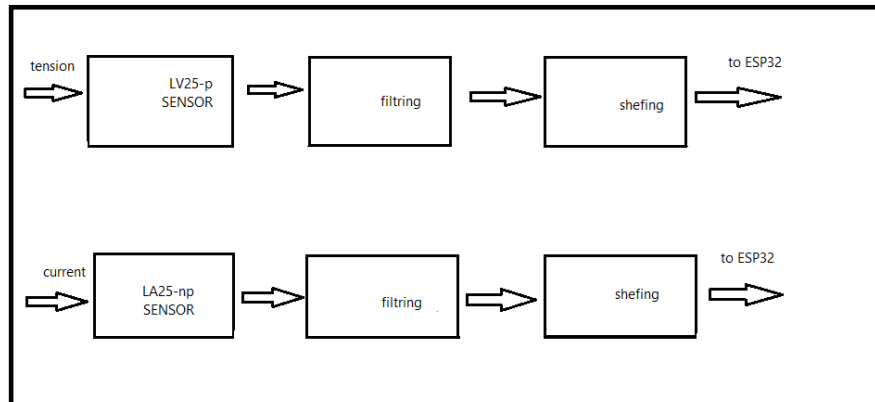 tension
LV25-p
SENSOR
filtring
shefing
to ESP32
current
LA25-np
SENSOR
filtring
shefing
to ESP32